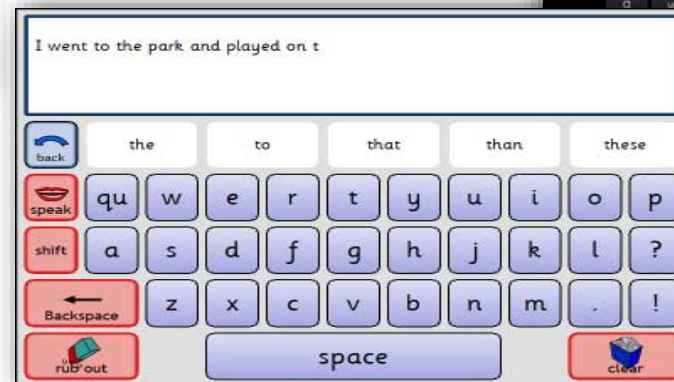 I went to the park and played on t
back the to that than these
speak qu w e r t y u i o p
shift a s d f g h j k l ?
Backspace z x c v b n m . !
rub out space clear